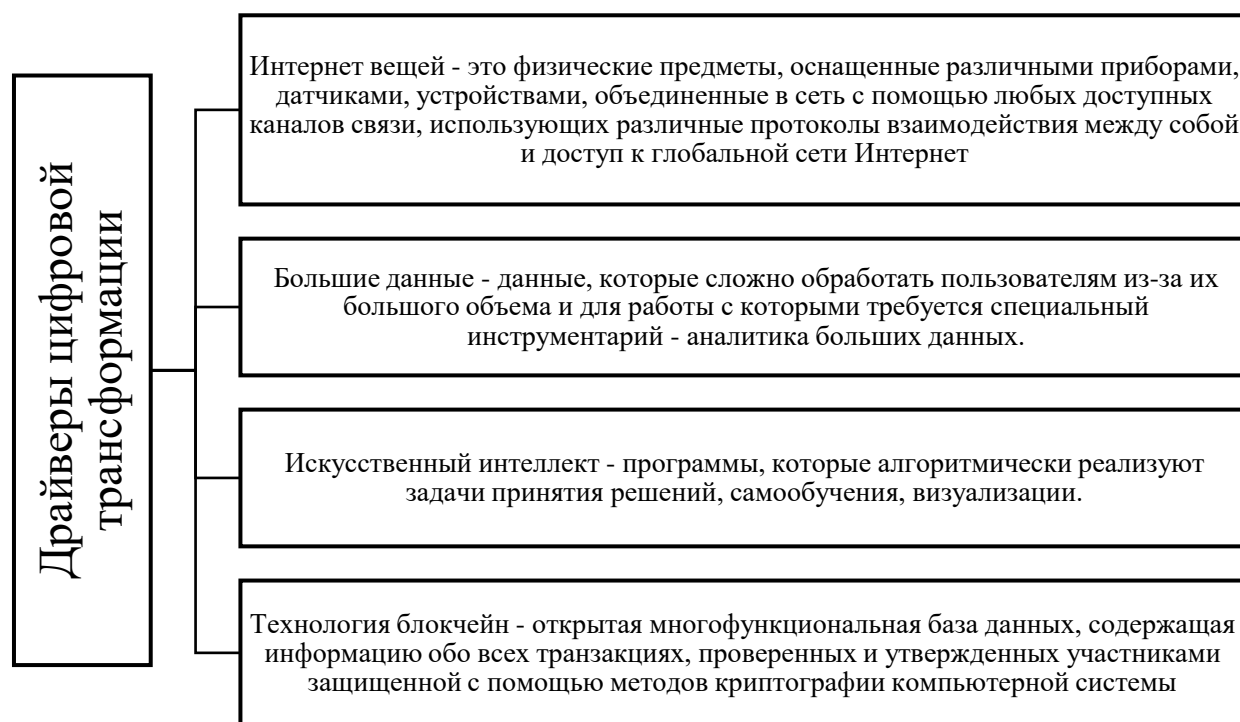 Драйверы цифровой
трансформации
Интернет вещей - это физические предметы, оснащенные различными приборами,
датчиками, устройствами, объединенные в сеть с помощью любых доступных
каналов связи, использующих различные протоколы взаимодействия между собой
и доступ к глобальной сети Интернет
Большие данные - данные, которые сложно обработать пользователям из-за их
большого объема и для работы с которыми требуется специальный
инструментарий - аналитика больших данных.
Искусственный интеллект - программы, которые алгоритмически реализуют
задачи принятия решений, самообучения, визуализации.
Технология блокчейн - открытая многофункциональная база данных, содержащая
информацию обо всех транзакциях, проверенных и утвержденных участниками
защищенной с помощью методов криптографии компьютерной системы